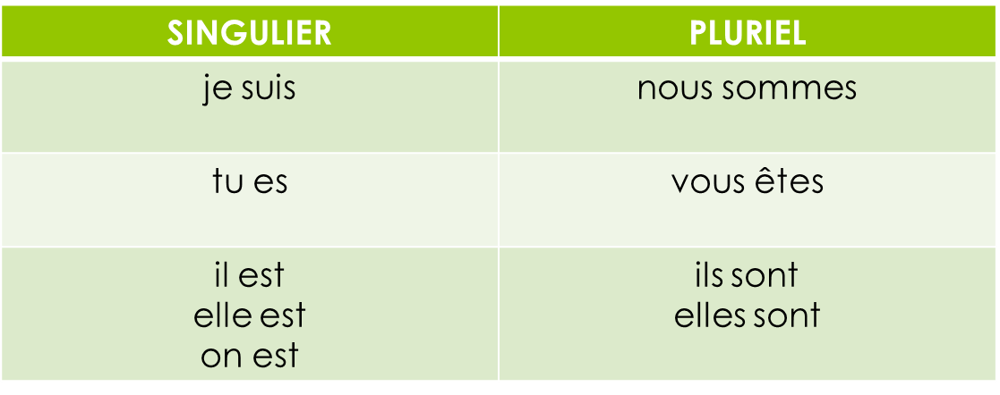 SINGULIER PLURIEL
je suis nous sommes
tu es vous êtes
il est ils sont
elle est elles sont
on est